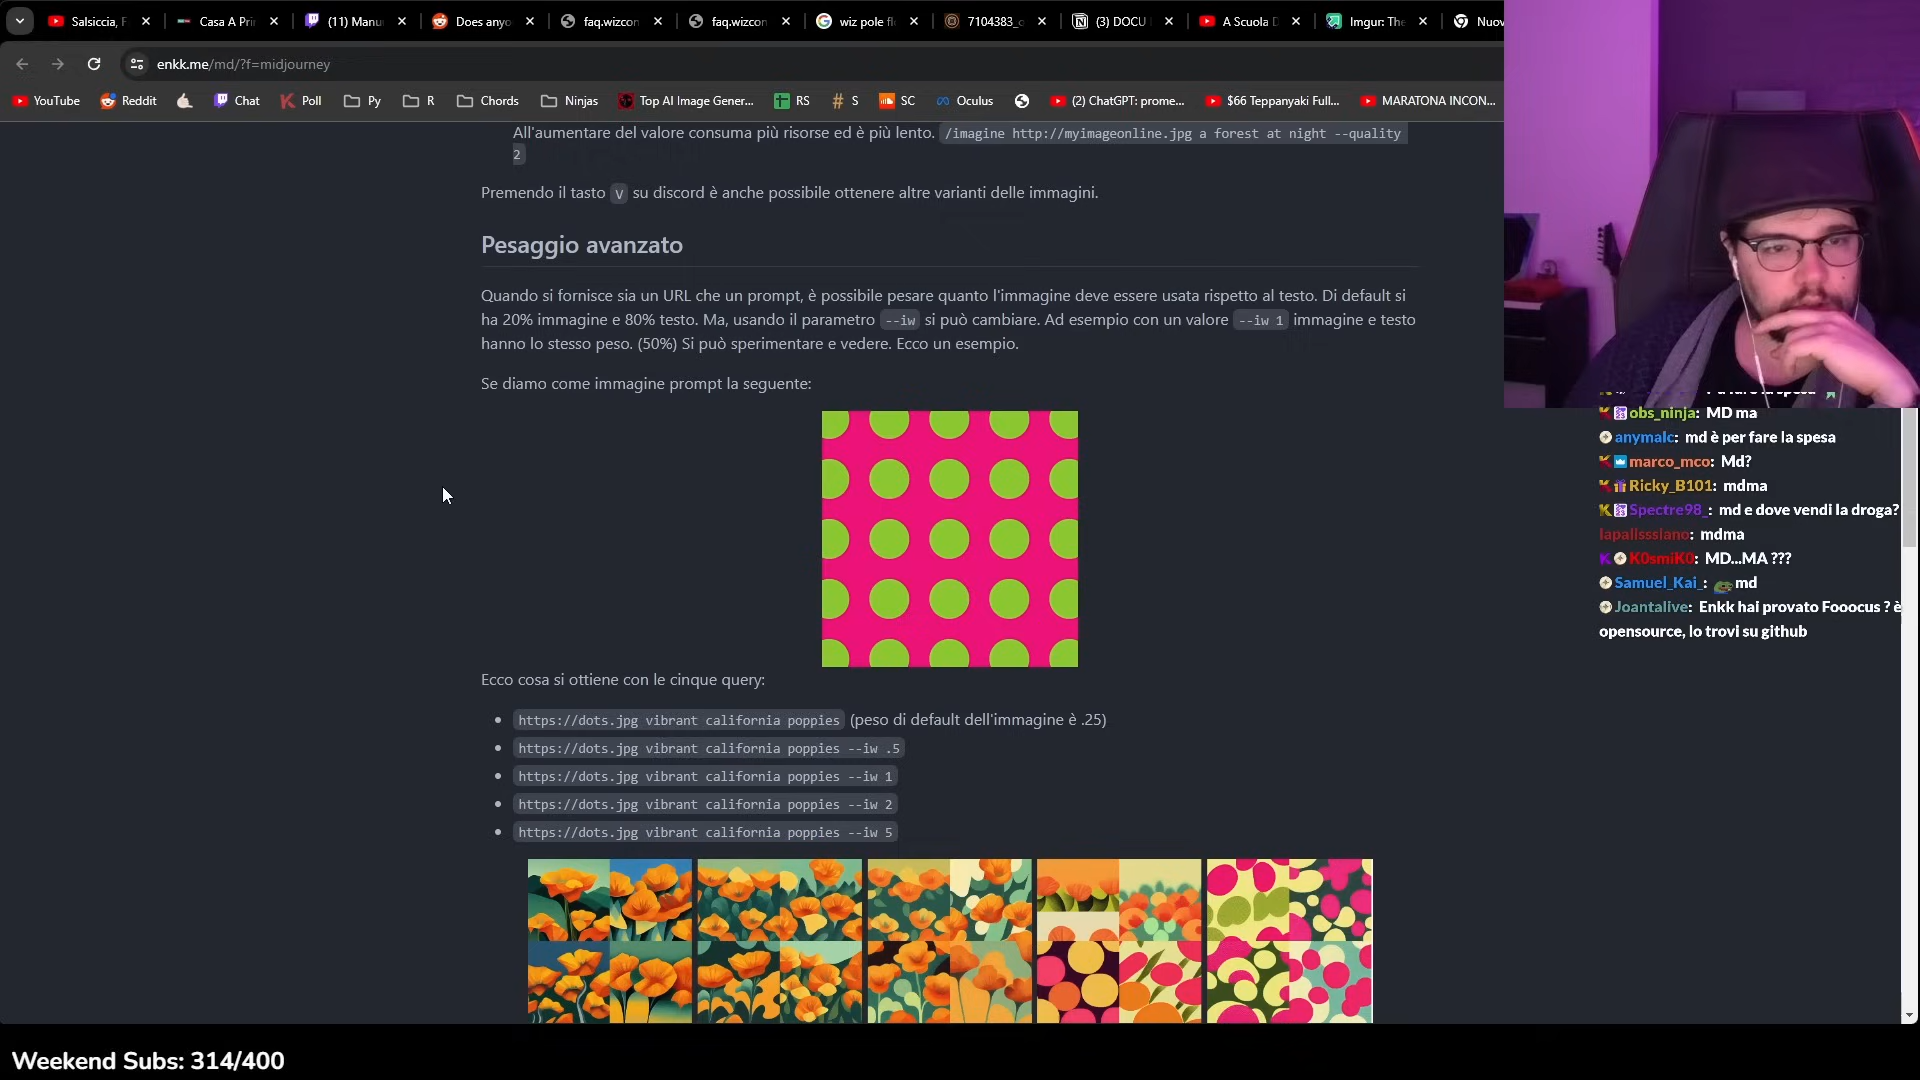 Salsiccia, F
Casa A Pri
(11) Manu
Does anyo
faq.wizcon
faq.wizcon
wiz pole fl
7104383_o
(3) DOCU
A Scuola D
Imgur: The
Nuov
enkk.me/md/?f=midjourney
YouTube
Reddit
Chat
Poll
Py
R
Chords
Ninjas
Top AI Image Gener...
RS
S
SC
Oculus
(2) ChatGPT: prome...
$66 Teppanyaki Full...
MARATONA INCON...
All'aumentare del valore consuma più risorse ed è più lento. /imagine http://myimageonline.jpg a forest at night --quality
2
Premendo il tasto V su discord è anche possibile ottenere altre varianti delle immagini.
Pesaggio avanzato
Quando si fornisce sia un URL che un prompt, è possibile pesare quanto l'immagine deve essere usata rispetto al testo. Di default si
ha 20% immagine e 80% testo. Ma, usando il parametro --iw si può cambiare. Ad esempio con un valore --iw 1 immagine e testo
hanno lo stesso peso. (50%) Si può sperimentare e vedere. Ecco un esempio.
Se diamo come immagine prompt la seguente:
Ecco cosa si ottiene con le cinque query:
https://dots.jpg vibrant california poppies (peso di default dell'immagine è .25)
https://dots.jpg vibrant california poppies --iw .5
https://dots.jpg vibrant california poppies --iw 1
https://dots.jpg vibrant california poppies --iw 2
https://dots.jpg vibrant california poppies --iw 5
obs_ninja: MD ma
anymalc: md è per fare la spesa
marco_mco: Md?
Ricky_B101: mdma
Spectre98_: md e dove vendi la droga?
lapalisssiano: mdma
K0smiK0: MD...MA ???
Samuel_Kai_: md
Joantalive: Enkk hai provato Fooocus ? è
opensource, lo trovi su github
Weekend Subs: 314/400